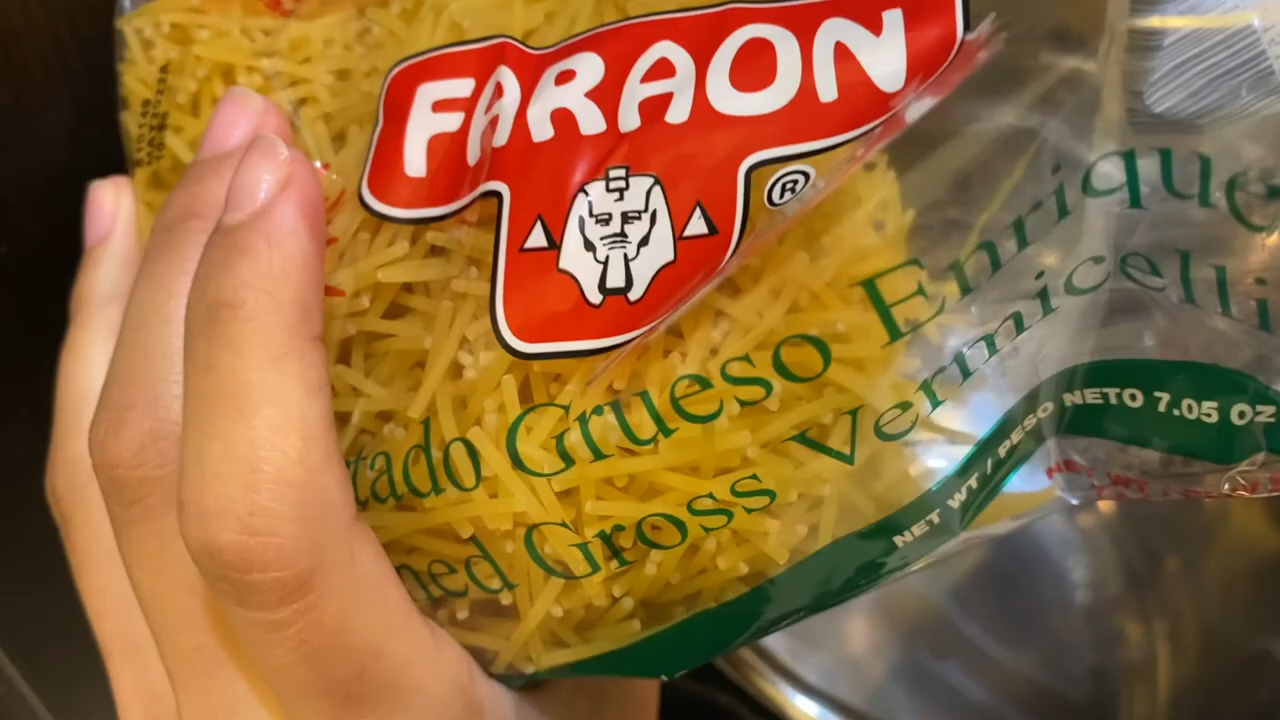 FARAON
®
tado Grueso Enrique
ned Gross Vermicelli
NET WT / PESO NETO 7.05 OZ